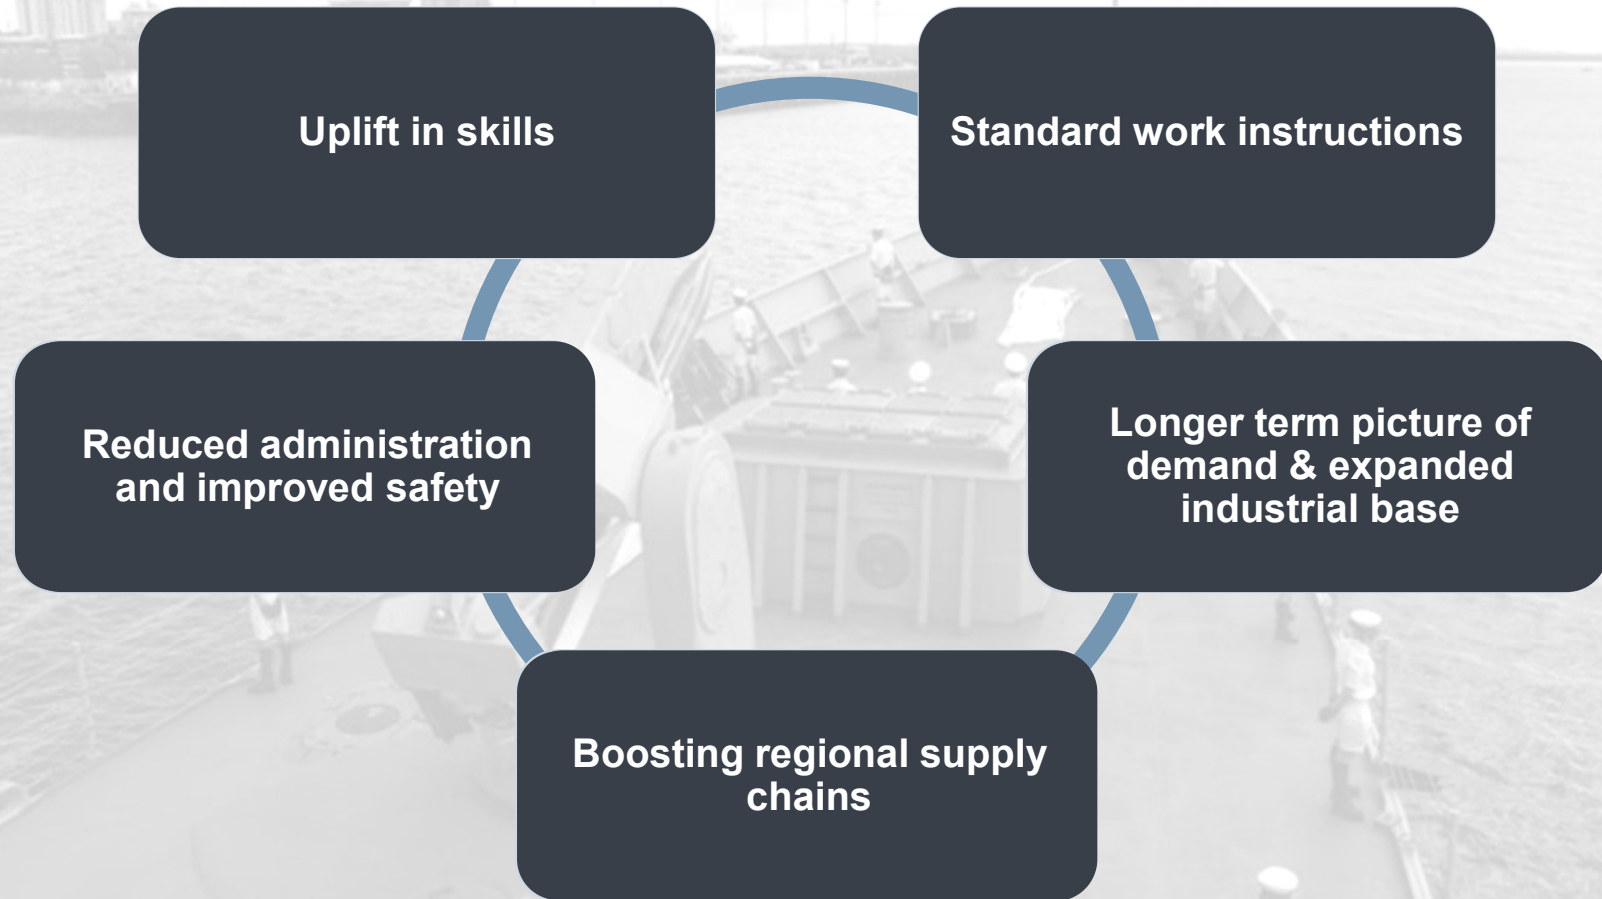 Uplift in skills
Standard work instructions
Reduced administration
and improved safety
Longer term picture of
demand & expanded
industrial base
Boosting regional supply
chains